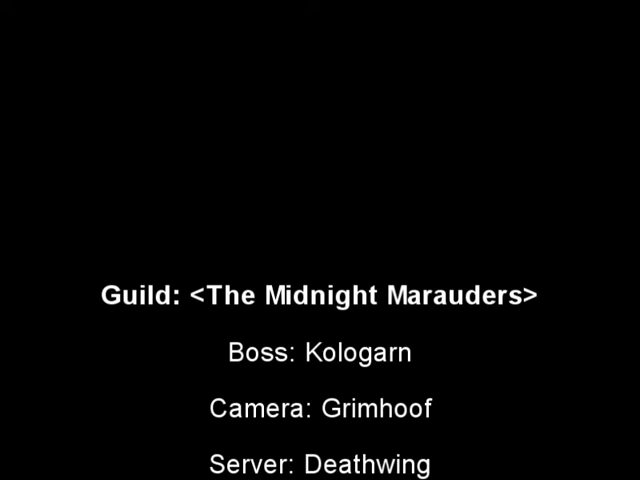 Guild: <The Midnight Marauders>
Boss: Kologarn
Camera: Grimhoof
Server: Deathwing